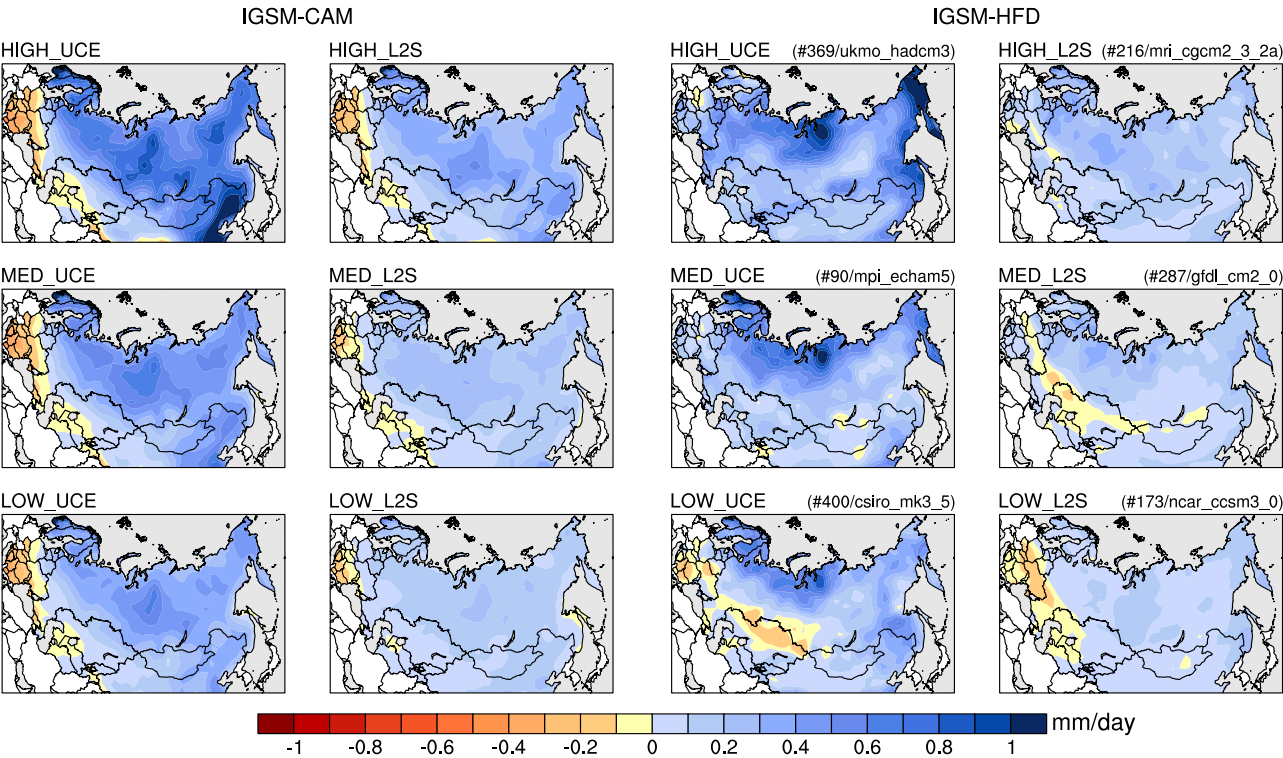 IGSM-CAM IGSM-HFD
HIGH_UCE HIGH_L2S HIGH_UCE (#369/ukmo_hadcm3) HIGH_L2S (#216/mri_cgcm2_3_2a)
MED_UCE MED_L2S MED_UCE (#90/mpi_echam5) MED_L2S (#287/gfdl_cm2_0)
LOW_UCE LOW_L2S LOW_UCE (#400/csiro_mk3_5) LOW_L2S (#173/ncar_ccsm3_0)
mm/day
-1 -0.8 -0.6 -0.4 -0.2 0 0.2 0.4 0.6 0.8 1